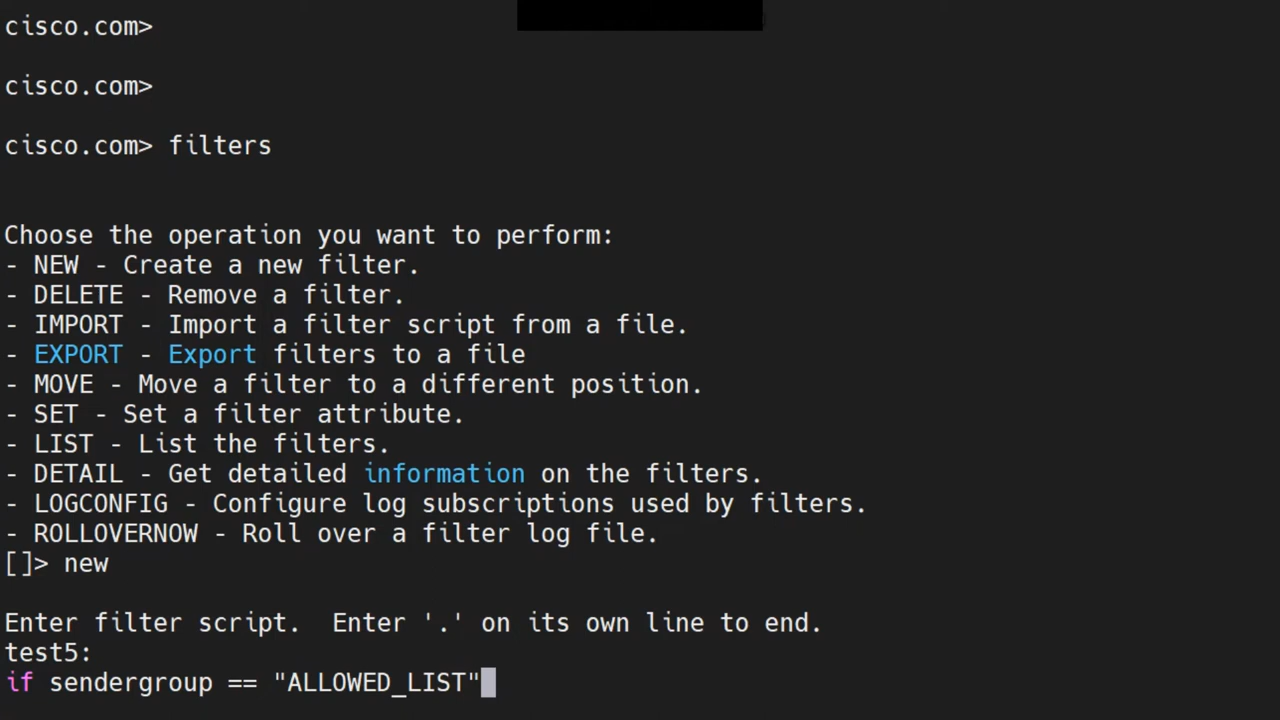 cisco.com>
cisco.com>
cisco.com> filters
Choose the operation you want to perform:
- NEW - Create a new filter.
- DELETE - Remove a filter.
- IMPORT - Import a filter script from a file.
- EXPORT - Export filters to a file
- MOVE - Move a filter to a different position.
- SET - Set a filter attribute.
- LIST - List the filters.
- DETAIL - Get detailed information on the filters.
- LOGCONFIG - Configure log subscriptions used by filters.
- ROLLOVERNOW - Roll over a filter log file.
[]> new
Enter filter script.  Enter '.' on its own line to end.
test5:
if sendergroup == "ALLOWED_LIST"